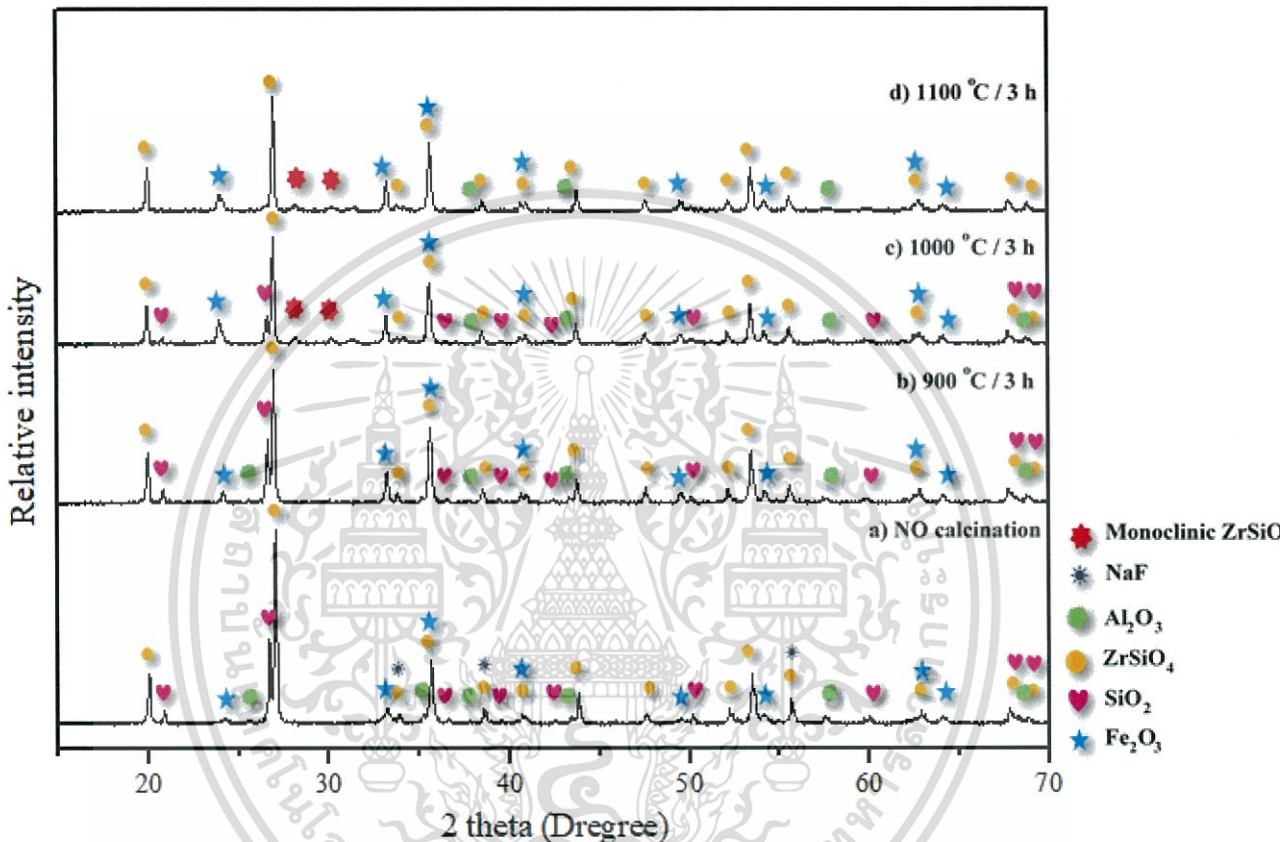 d) 1100 °C / 3 h
c) 1000 °C / 3 h
b) 900 °C / 3 h
a) NO calcination
Relative intensity
Monoclinic ZrSiO
NaF
Al₂O₃
ZrSiO₄
SiO₂
Fe₂O₃
20 30 40 50 60 70
2 theta (Dregree)